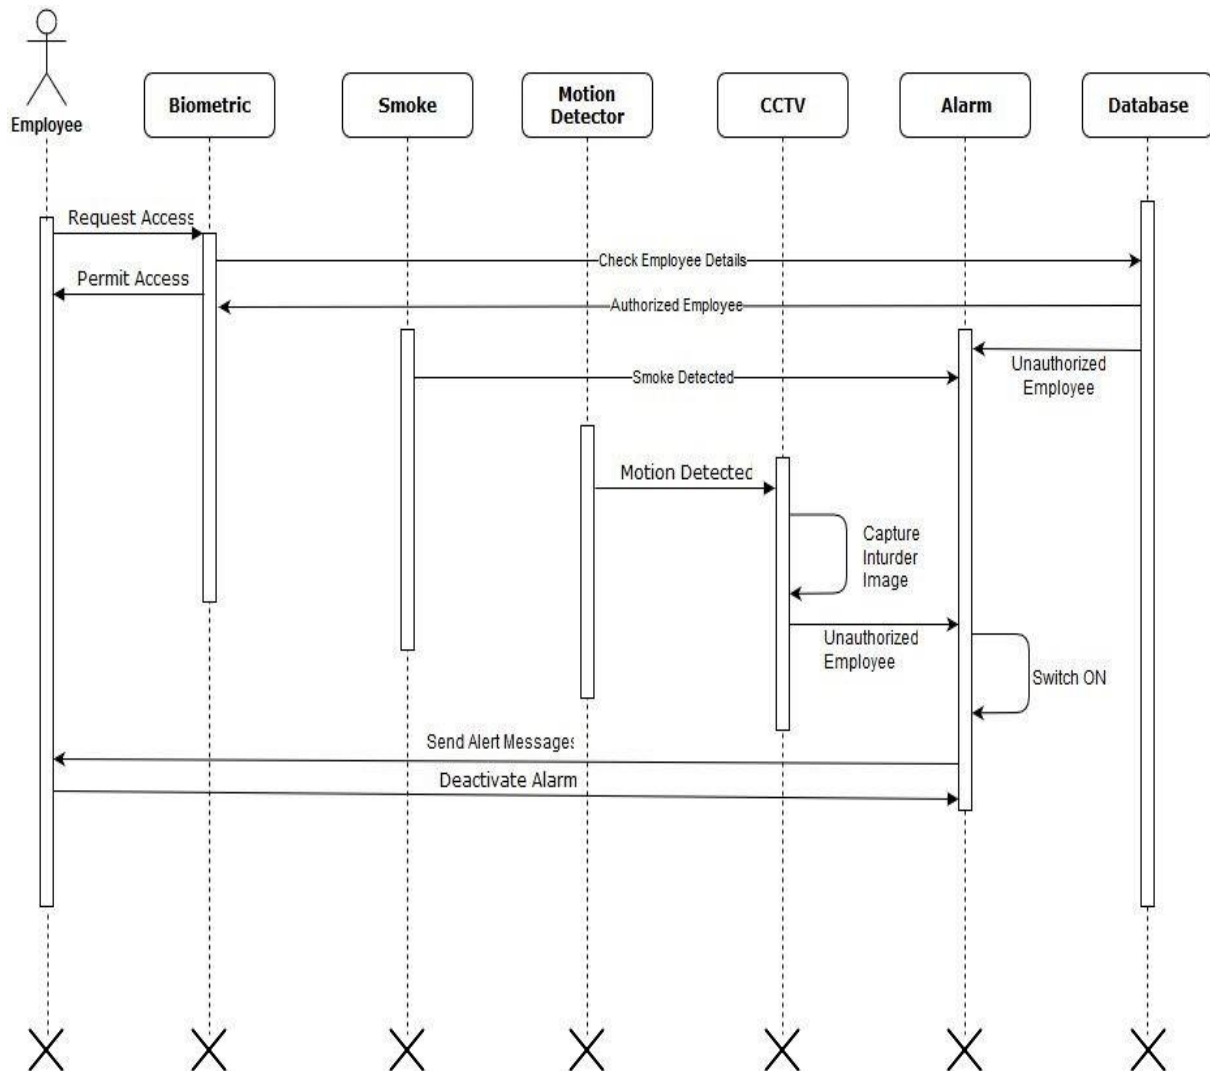 Employee
Biometric
Smoke
Motion
Detector
CCTV
Alarm
Database
Request Access
Check Employee Details
Permit Access
Authorized Employee
Unauthorized
Employee
Smoke Detected
Motion Detected
Capture
Inturder
Image
Unauthorized
Employee
Switch ON
Send Alert Messages
Deactivate Alarm